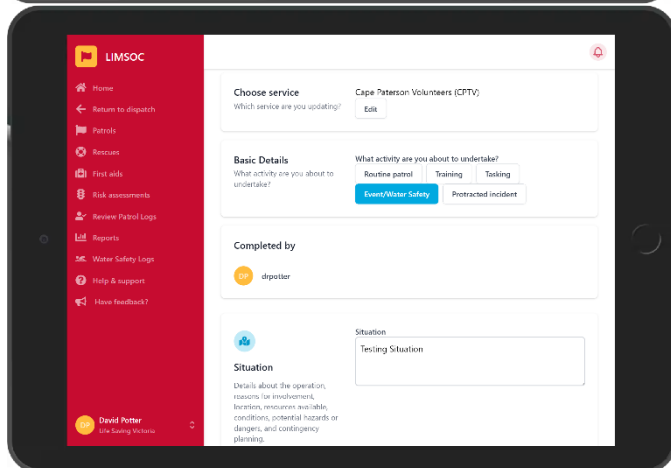 LIMSOC
Home
Return to dispatch
Patrols
Rescues
First aids
Risk assessments
Review Patrol Logs
Reports
Water Safety Logs
Help & support
Have feedback?
DP
David Potter
Life Saving Victoria
Choose service
Which service are you updating?
Cape Paterson Volunteers (CPTV)
Edit
Basic Details
What activity are you about to
undertake?
What activity are you about to undertake?
Routine patrol Training Tasking
Event/Water Safety Protracted incident
Completed by
DP drpotter
Situation
Details about the operation,
reasons for involvement,
location, resources available,
conditions, potential hazards or
dangers, and contingency
planning.
Situation
Testing Situation